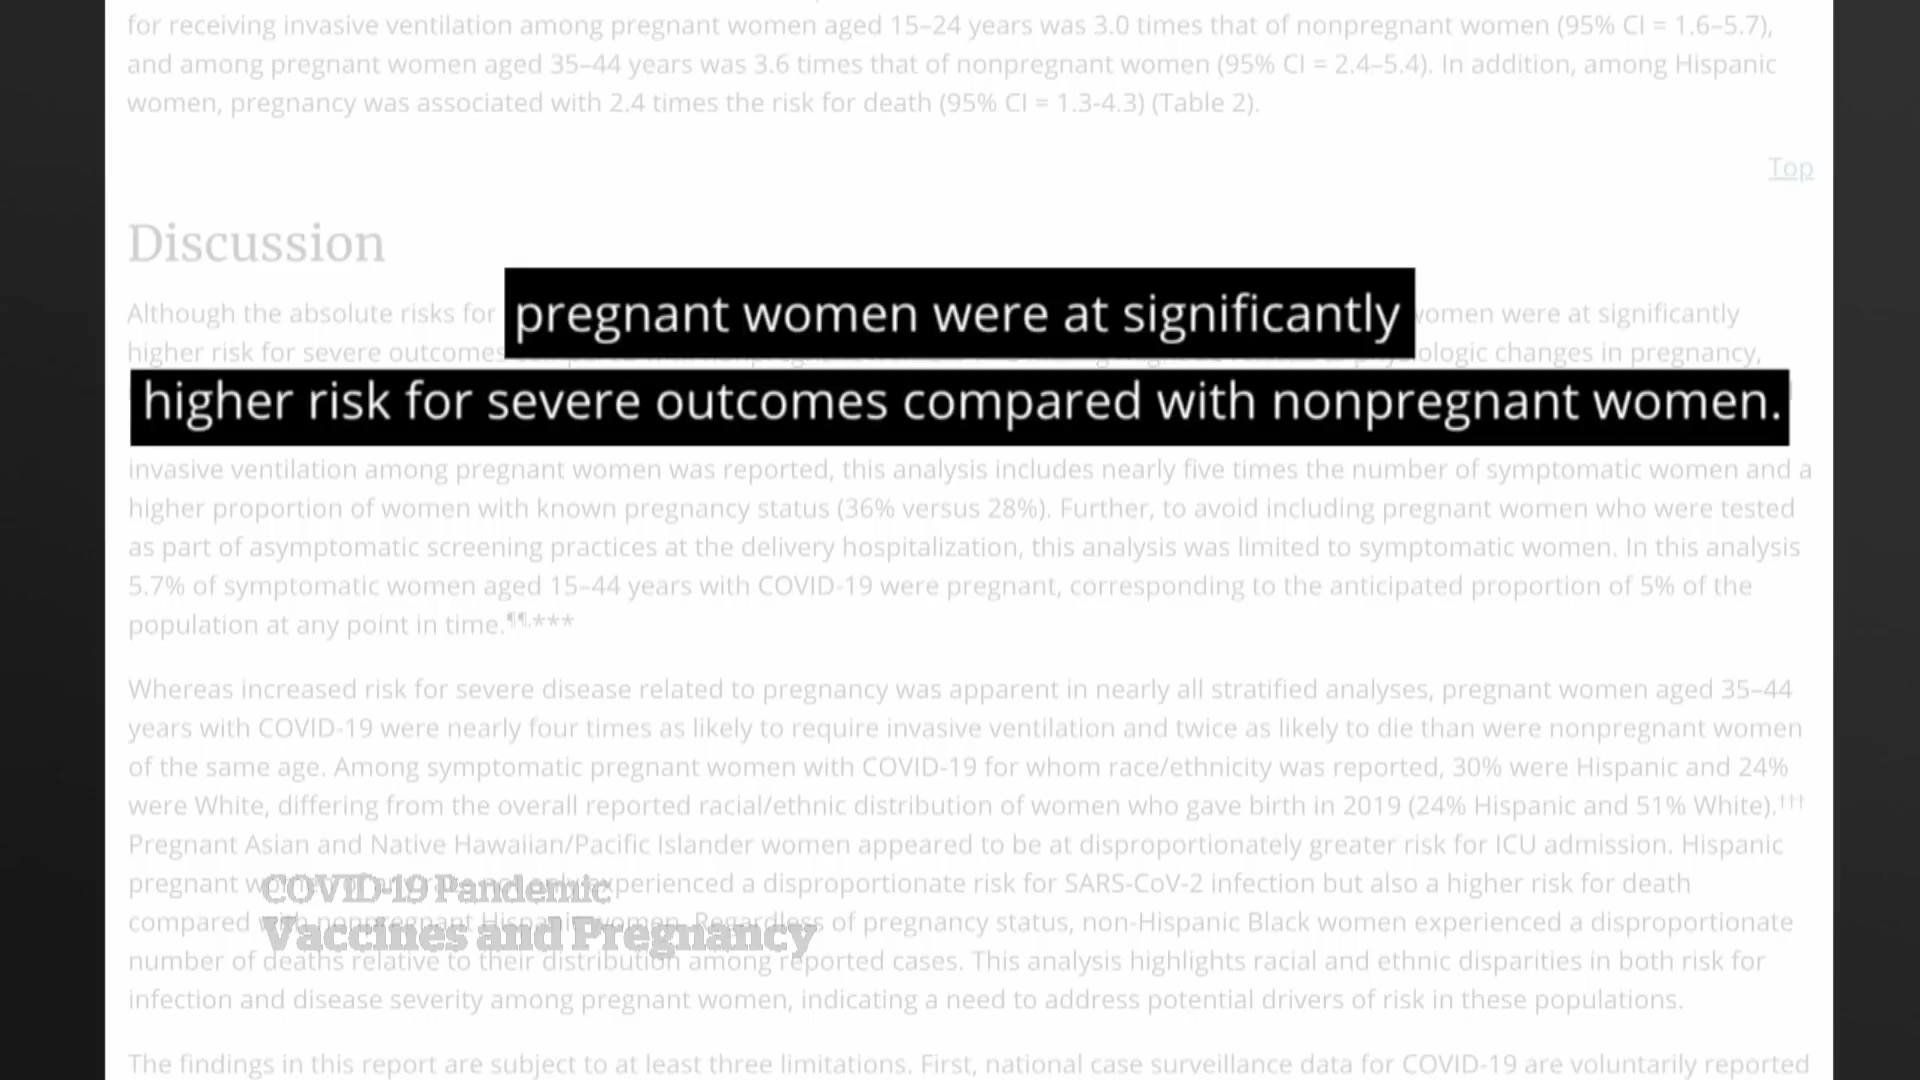 for receiving invasive ventilation among pregnant women aged 15–24 years was 3.0 times that of nonpregnant women (95% CI = 1.6–5.7),
and among pregnant women aged 35–44 years was 3.6 times that of nonpregnant women (95% CI = 2.4–5.4). In addition, among Hispanic
women, pregnancy was associated with 2.4 times the risk for death (95% CI = 1.3-4.3) (Table 2).
Top
Discussion
Although the absolute risks for
women were at significantly
pregnant women were at significantly
higher risk for severe outcomes
changes in pregnancy,
higher risk for severe outcomes compared with nonpregnant women.
invasive ventilation among pregnant women was reported, this analysis includes nearly five times the number of symptomatic women and a
higher proportion of women with known pregnancy status (36% versus 28%). Further, to avoid including pregnant women who were tested
as part of asymptomatic screening practices at the delivery hospitalization, this analysis was limited to symptomatic women. In this analysis
5.7% of symptomatic women aged 15–44 years with COVID-19 were pregnant, corresponding to the anticipated proportion of 5% of the
population at any point in time.¶¶,***
Whereas increased risk for severe disease related to pregnancy was apparent in nearly all stratified analyses, pregnant women aged 35–44
years with COVID-19 were nearly four times as likely to require invasive ventilation and twice as likely to die than were nonpregnant women
of the same age. Among symptomatic pregnant women with COVID-19 for whom race/ethnicity was reported, 30% were Hispanic and 24%
were White, differing from the overall reported racial/ethnic distribution of women who gave birth in 2019 (24% Hispanic and 51% White).†††
Pregnant Asian and Native Hawaiian/Pacific Islander women appeared to be at disproportionately greater risk for ICU admission. Hispanic
pregnant experienced a disproportionate risk for SARS-CoV-2 infection but also a higher risk for death
COVID-19 Pandemic
compared with nonpregnant Hispanic women. Regardless of pregnancy status, non-Hispanic Black women experienced a disproportionate
Vaccines and Pregnancy
number of deaths relative to their distribution among reported cases. This analysis highlights racial and ethnic disparities in both risk for
infection and disease severity among pregnant women, indicating a need to address potential drivers of risk in these populations.
The findings in this report are subject to at least three limitations. First, national case surveillance data for COVID-19 are voluntarily reported